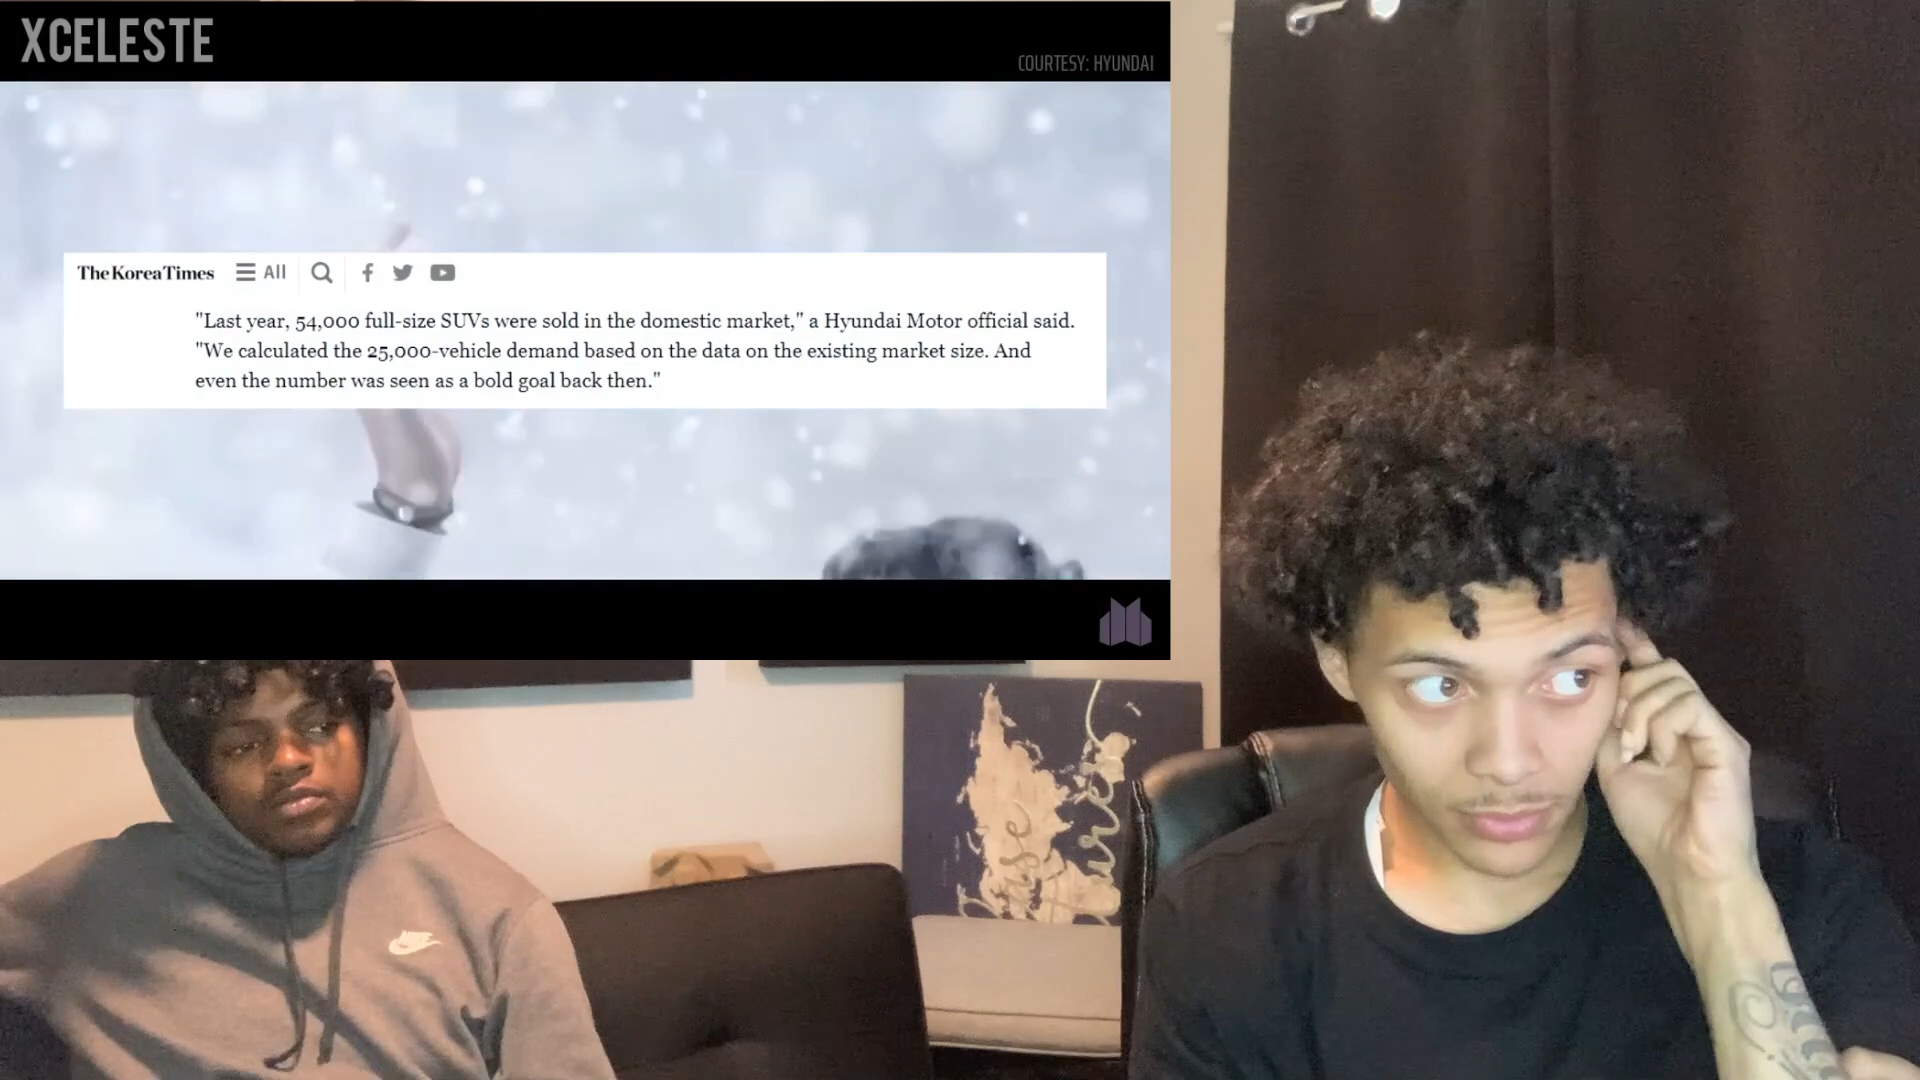 XCELESTE
COURTESY: HYUNDAI
The Korea Times All
"Last year, 54,000 full-size SUVs were sold in the domestic market," a Hyundai Motor official said.
"We calculated the 25,000-vehicle demand based on the data on the existing market size. And
even the number was seen as a bold goal back then."